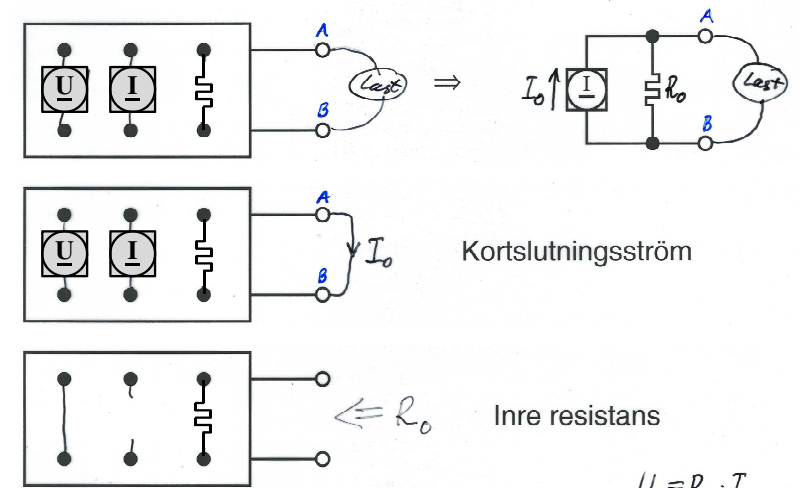 A
U I Last ⇒ I₀ I R₀ Last
B
A
B
A
U I I₀ Kortslutningsström
B
⇐ R₀ Inre resistans